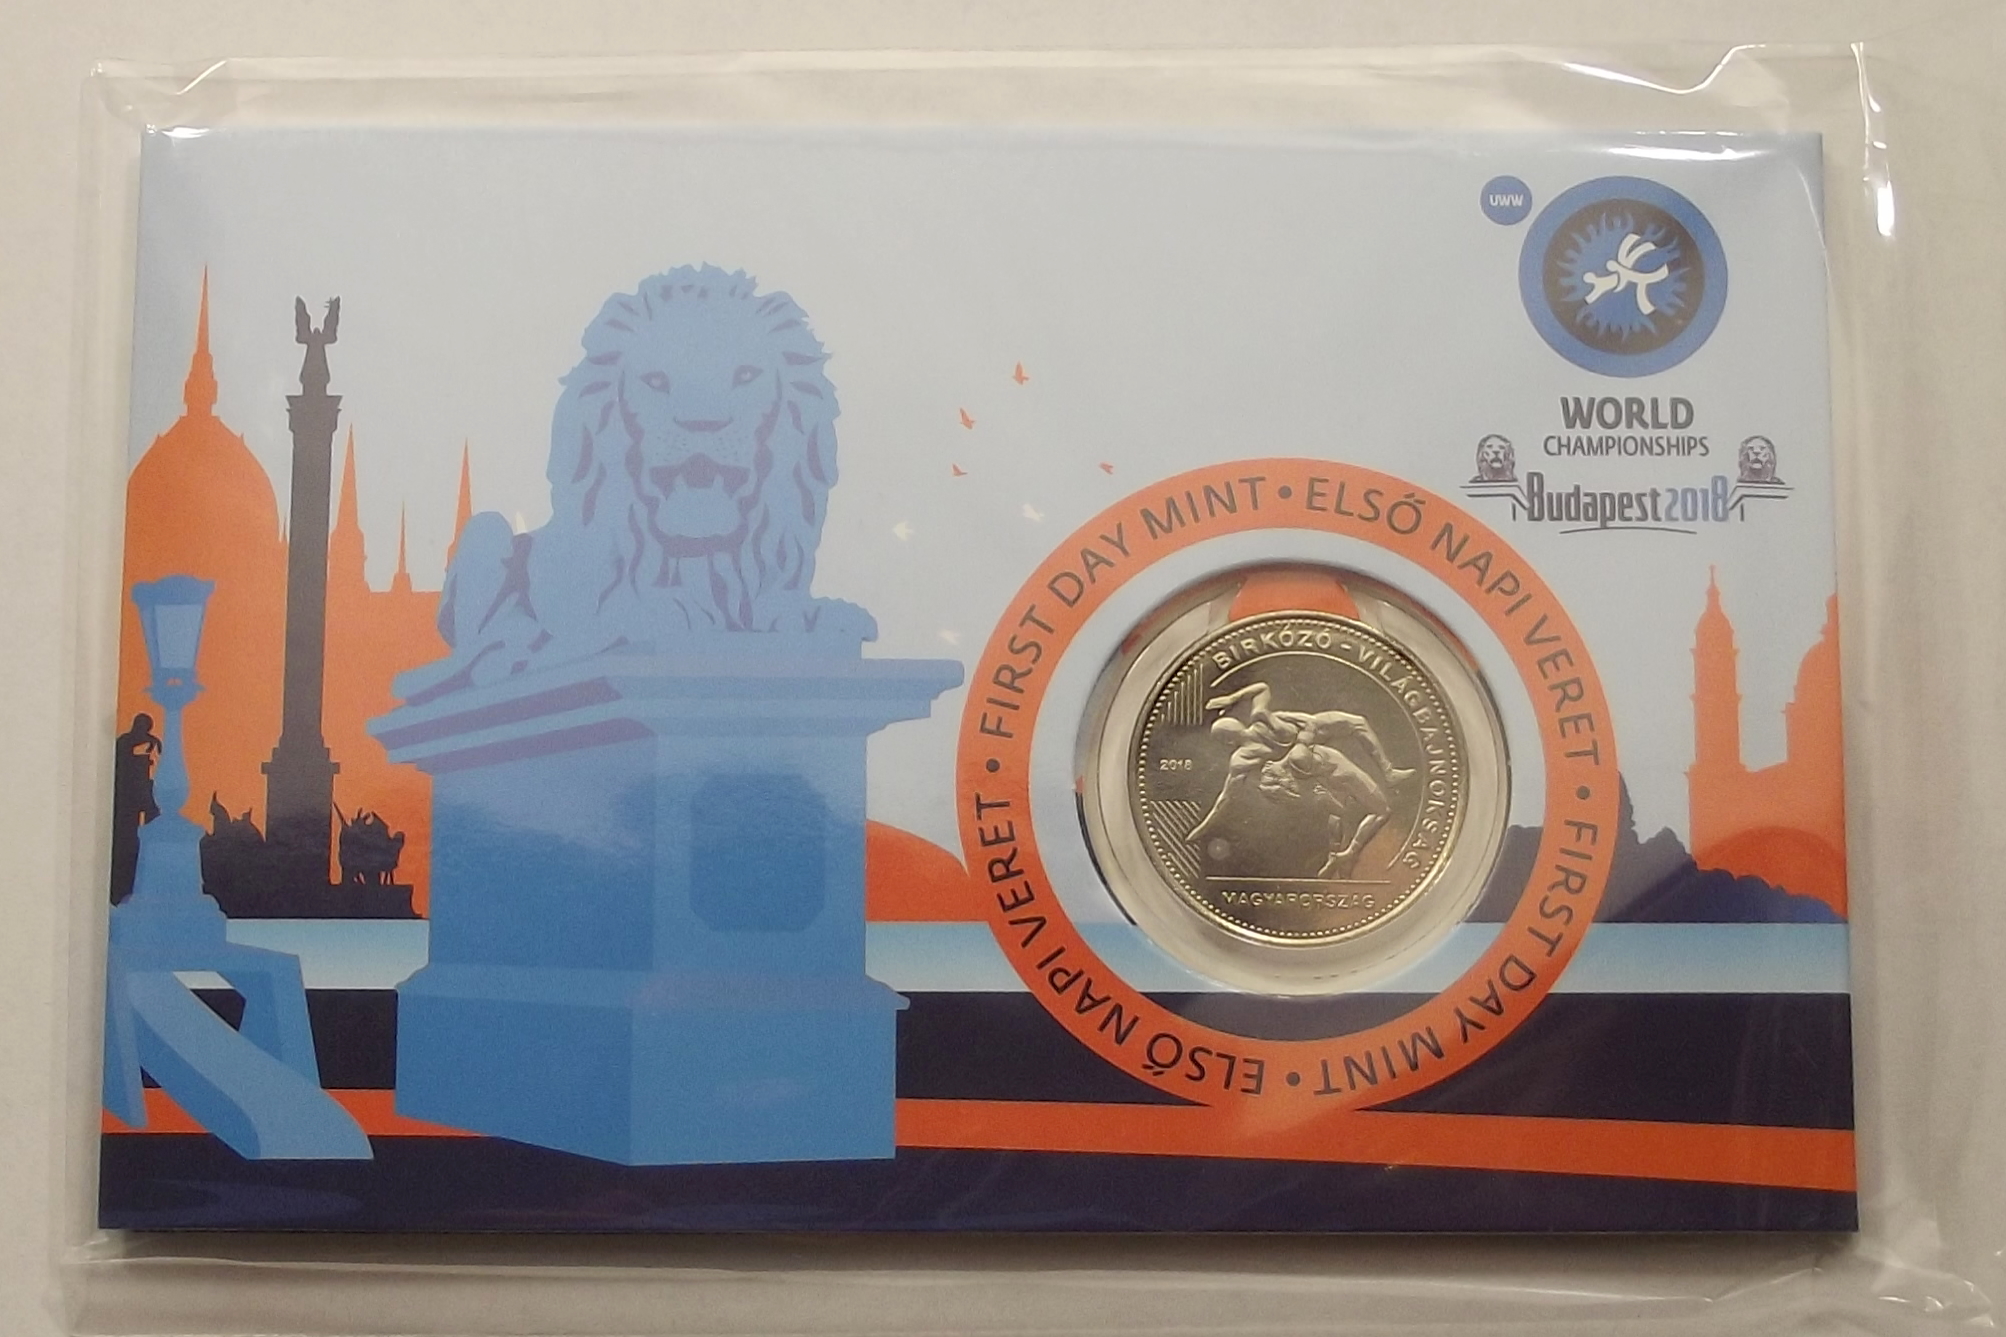 UWW
WORLD
CHAMPIONSHIPS
Budapest2018
FIRST DAY MINT • ELSŐ NAPI VERET • FIRST DAY MINT • ELSŐ NAPI VERET •
BIRKÓZÓ - VILÁGBAJNOKSÁG
2018
MAGYARORSZÁG